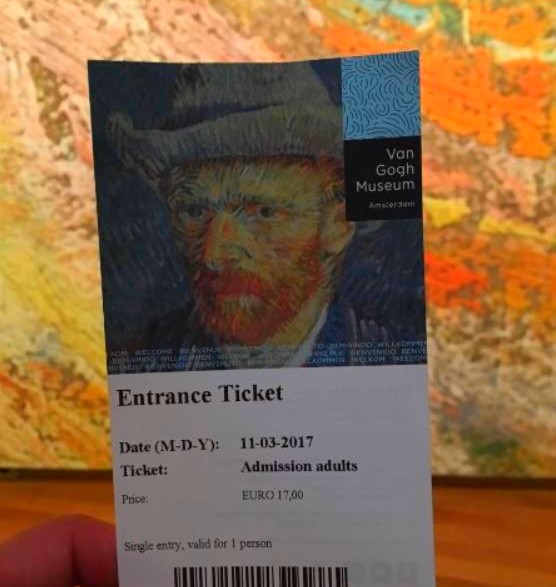 Van
Gogh
Museum
Amsterdam
Entrance Ticket
Date (M-D-Y): 11-03-2017
Ticket: Admission adults
Price: EURO 17,00
Single entry, valid for 1 person